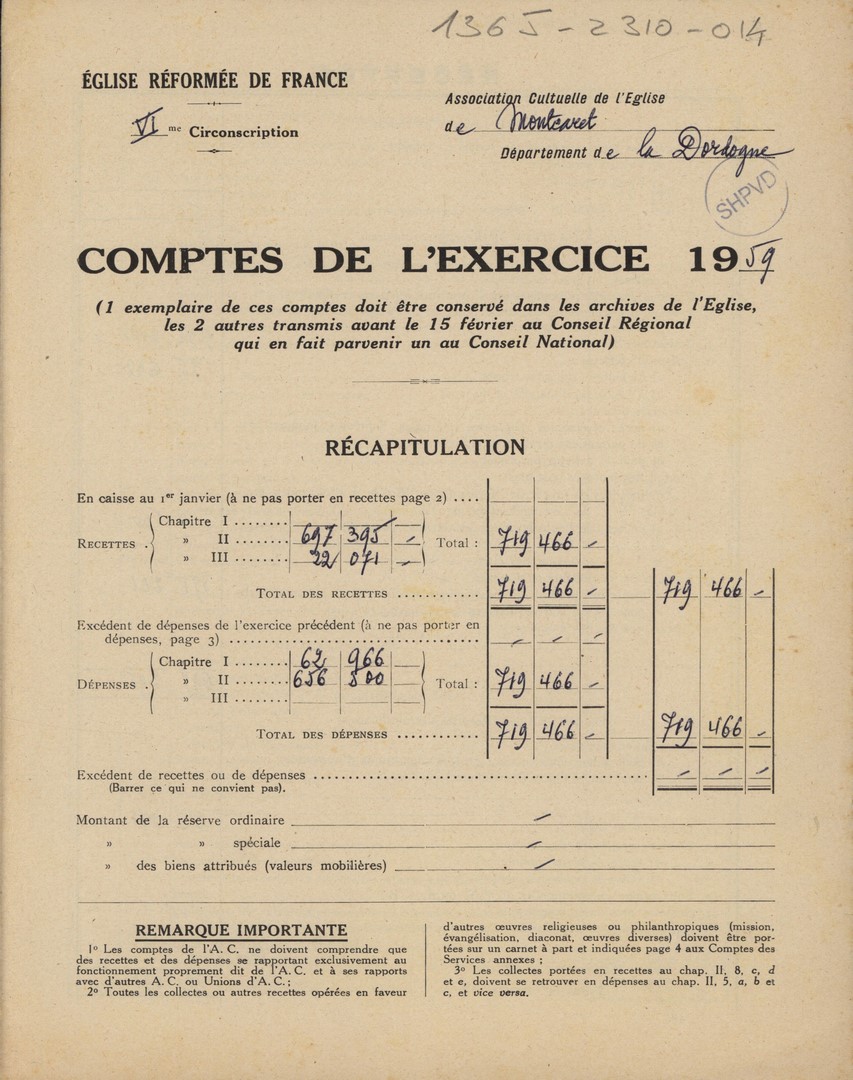 1365-2310-014
ÉGLISE RÉFORMÉE DE FRANCE
VI me Circonscription
Association Cultuelle de l'Eglise
de Montcaret
Département de la Dordogne
SHPVD
COMPTES DE L'EXERCICE 1959
(1 exemplaire de ces comptes doit être conservé dans les archives de l'Eglise,
les 2 autres transmis avant le 15 février au Conseil Régional
qui en fait parvenir un au Conseil National)
RÉCAPITULATION
En caisse au 1er janvier (à ne pas porter en recettes page 2) ....
Chapitre I ........
RECETTES . » II ........ 697 395 - Total : 719 466 -
» III ........ 22 071 -
TOTAL DES RECETTES ............ 719 466 - 719 466 -
Excédent de dépenses de l'exercice précédent (à ne pas porter en
dépenses, page 3) ...................................... - - -
Chapitre I ........ 62 966
DÉPENSES . » II ........ 656 500 Total : 719 466 -
» III ........
TOTAL DES DÉPENSES ............ 719 466 - 719 466 -
Excédent de recettes ou de dépenses ...................................................... - - -
(Barrer ce qui ne convient pas).
Montant de la réserve ordinaire -
» » spéciale -
» des biens attribués (valeurs mobilières) -
REMARQUE IMPORTANTE
1º Les comptes de l'A. C. ne doivent comprendre que
des recettes et des dépenses se rapportant exclusivement au
fonctionnement proprement dit de l'A. C. et à ses rapports
avec d'autres A. C. ou Unions d'A. C. ;
2º Toutes les collectes ou autres recettes opérées en faveur
d'autres œuvres religieuses ou philanthropiques (mission,
évangélisation, diaconat, œuvres diverses) doivent être por-
tées sur un carnet à part et indiquées page 4 aux Comptes des
Services annexes ;
3º Les collectes portées en recettes au chap. II, 8, c, d
et e, doivent se retrouver en dépenses au chap. II, 5, a, b et
c, et vice versa.